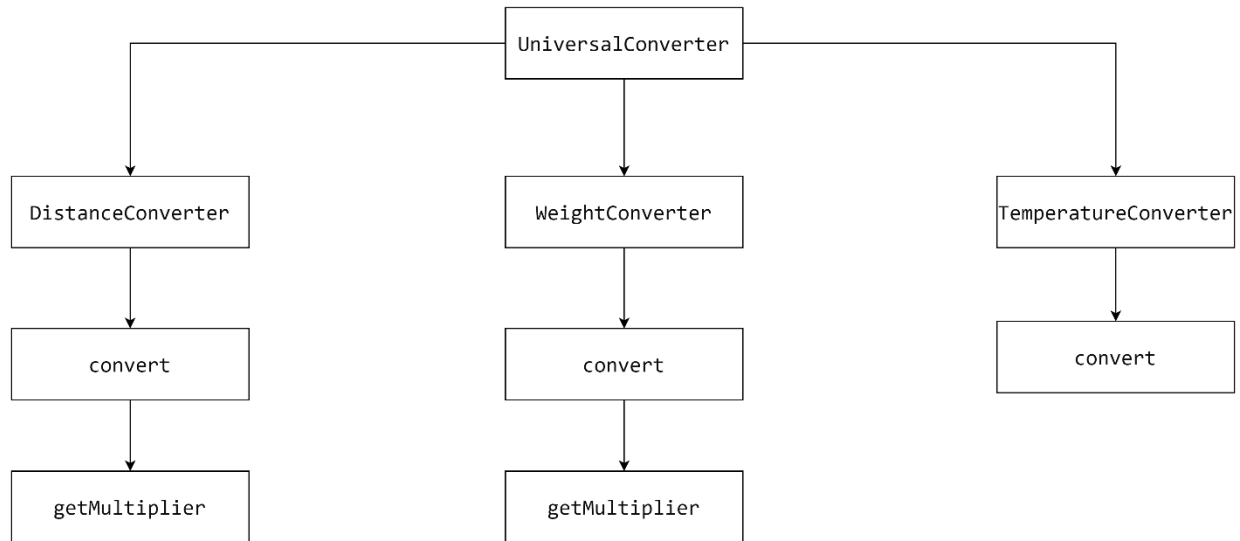 UniversalConverter
DistanceConverter
WeightConverter
TemperatureConverter
convert
convert
convert
getMultiplier
getMultiplier